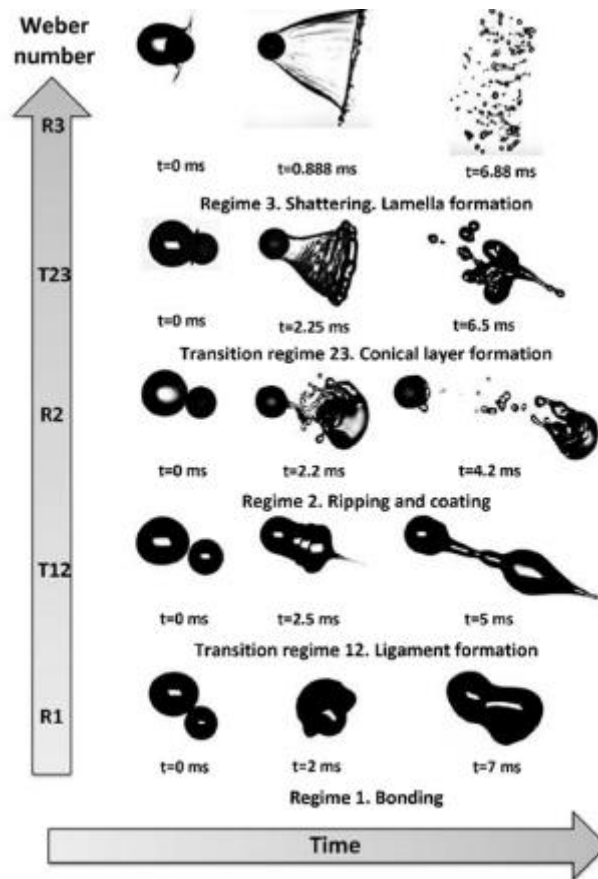 Weber
number
R3
t=0 ms t=0.888 ms t=6.88 ms
Regime 3. Shattering. Lamella formation
T23
t=0 ms t=2.25 ms t=6.5 ms
Transition regime 23. Conical layer formation
R2
t=0 ms t=2.2 ms t=4.2 ms
Regime 2. Ripping and coating
T12
t=0 ms t=2.5 ms t=5 ms
Transition regime 12. Ligament formation
R1
t=0 ms t=2 ms t=7 ms
Regime 1. Bonding
Time